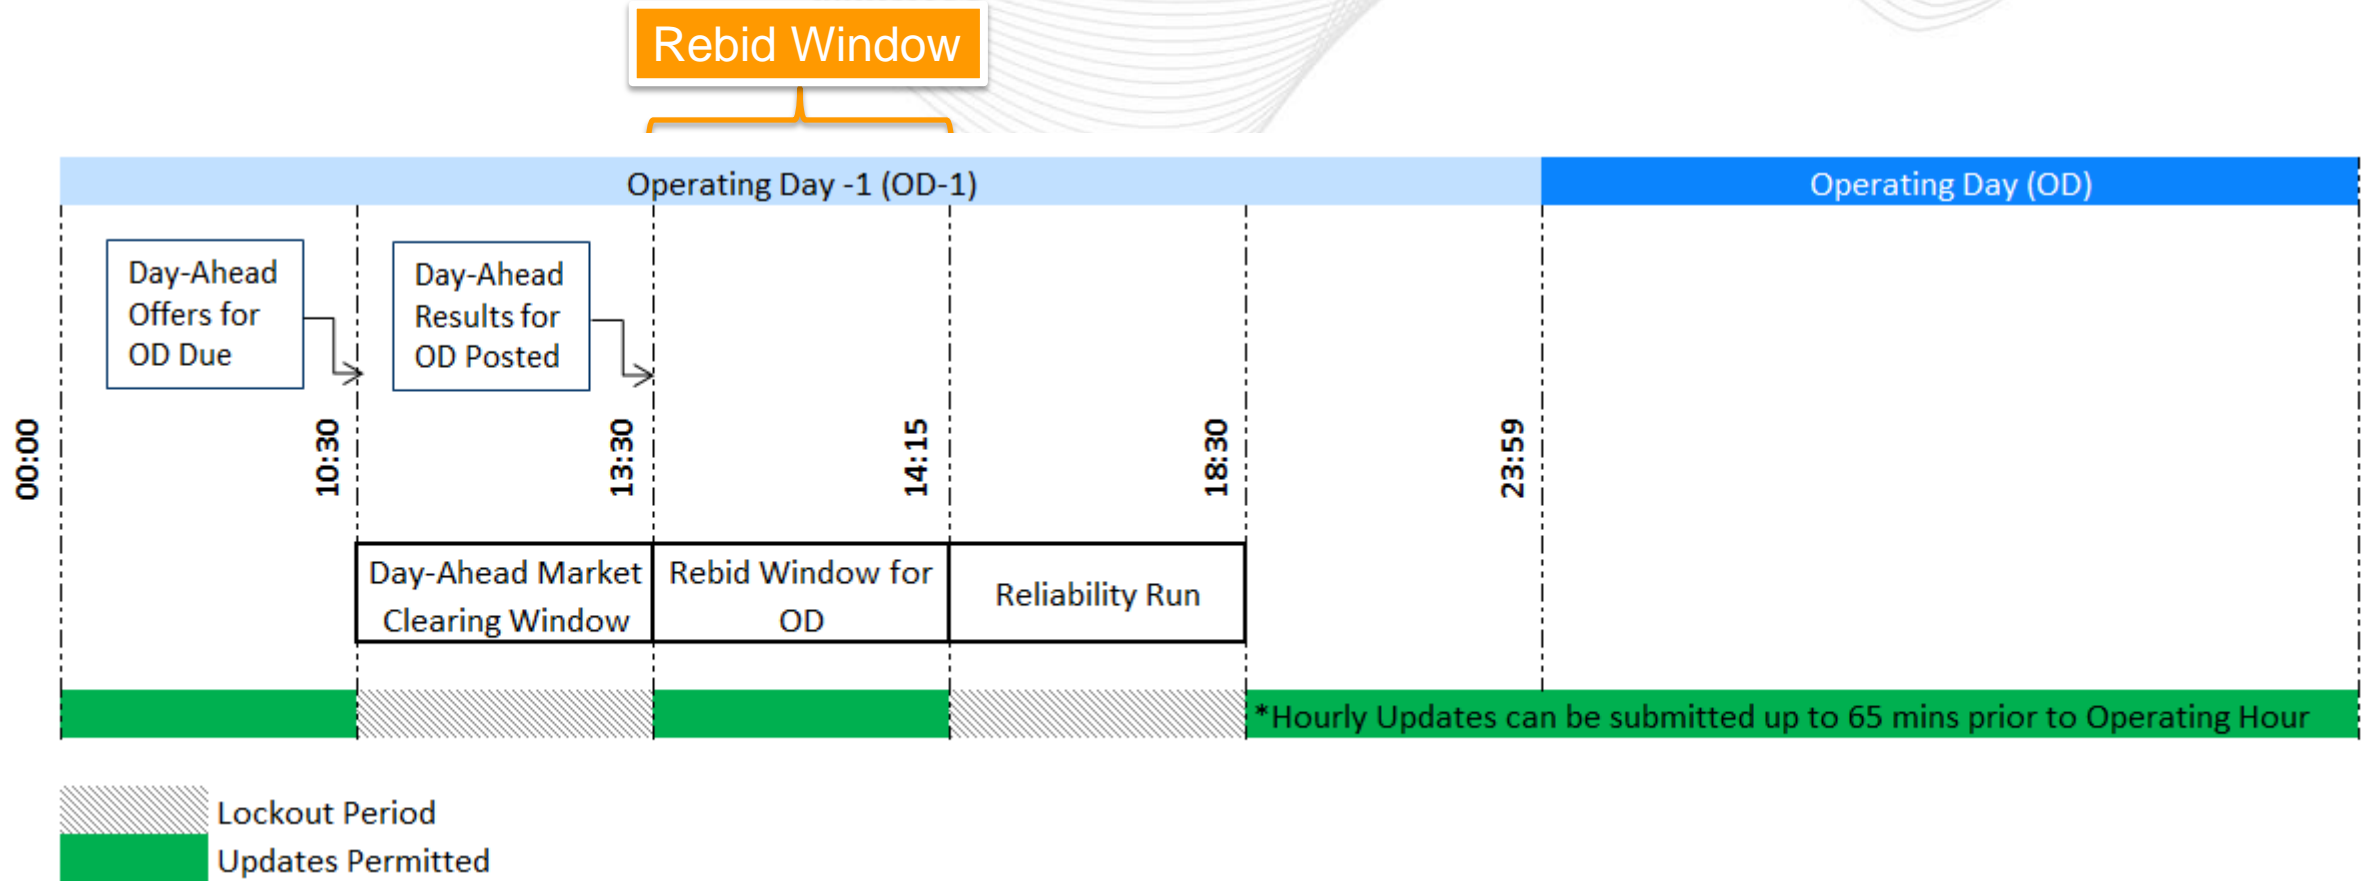 Rebid Window
Operating Day -1 (OD-1)
Operating Day (OD)
Day-Ahead
Offers for
OD Due
Day-Ahead
Results for
OD Posted
00:00
10:30
13:30
14:15
18:30
23:59
Day-Ahead Market
Clearing Window
Rebid Window for
OD
Reliability Run
*Hourly Updates can be submitted up to 65 mins prior to Operating Hour
Lockout Period
Updates Permitted